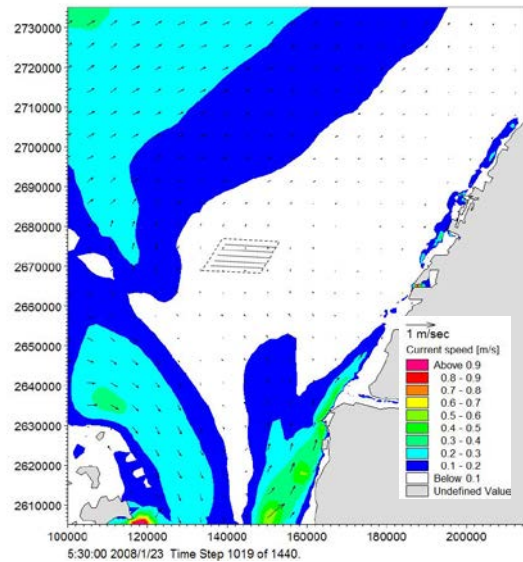 2730000
2720000
2710000
2700000
2690000
2680000
2670000
2660000
2650000
2640000
2630000
2620000
2610000
1 m/sec
Current speed [m/s]
Above 0.9
0.8 - 0.9
0.7 - 0.8
0.6 - 0.7
0.5 - 0.6
0.4 - 0.5
0.3 - 0.4
0.2 - 0.3
0.1 - 0.2
Below 0.1
Undefined Value
100000 120000 140000 160000 180000 200000
5:30:00 2008/1/23 Time Step 1019 of 1440.